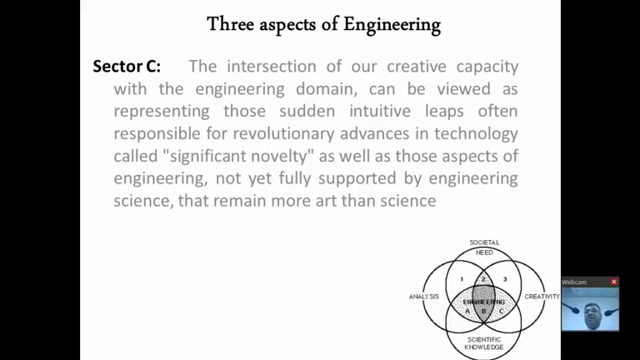 Three aspects of Engineering
Sector C: The intersection of our creative capacity
with the engineering domain, can be viewed as
representing those sudden intuitive leaps often
responsible for revolutionary advances in technology
called "significant novelty" as well as those aspects of
engineering, not yet fully supported by engineering
science, that remain more art than science
SOCIETAL
NEED
1 2 3
ANALYSIS
ENGINEERING
CREATIVITY
A B C
SCIENTIFIC
KNOWLEDGE
Webcam